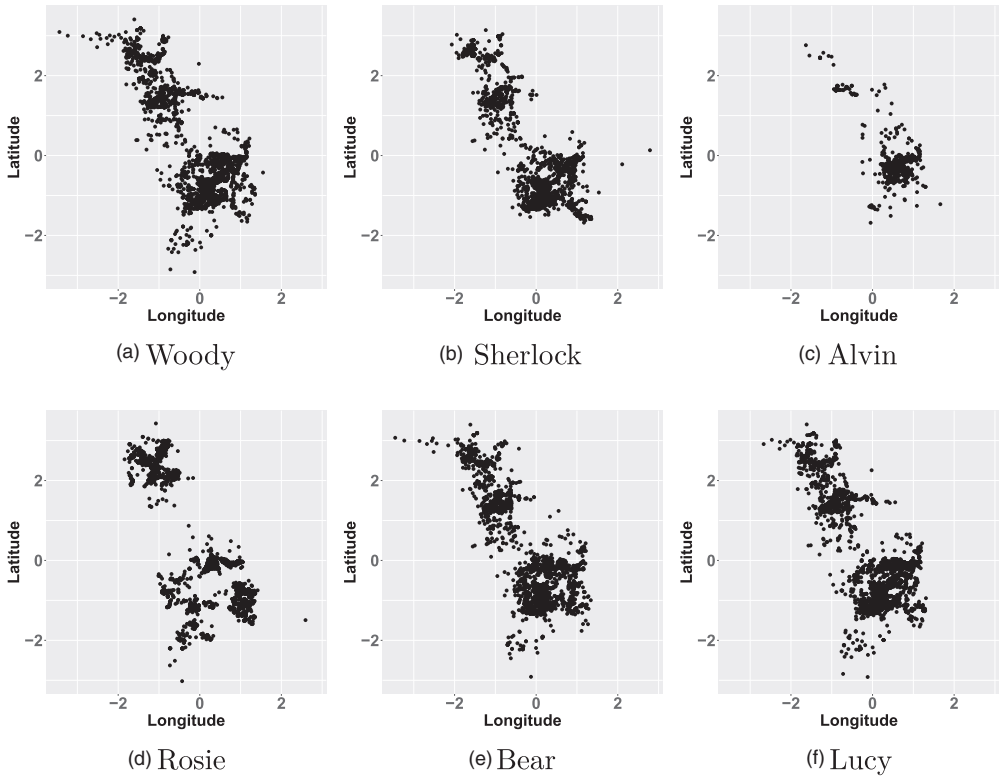 Latitude
2
0
−2
−2 0 2
Longitude
(a) Woody
Latitude
2
0
−2
−2 0 2
Longitude
(b) Sherlock
Latitude
2
0
−2
−2 0 2
Longitude
(c) Alvin
Latitude
2
0
−2
−2 0 2
Longitude
(d) Rosie
Latitude
2
0
−2
−2 0 2
Longitude
(e) Bear
Latitude
2
0
−2
−2 0 2
Longitude
(f) Lucy